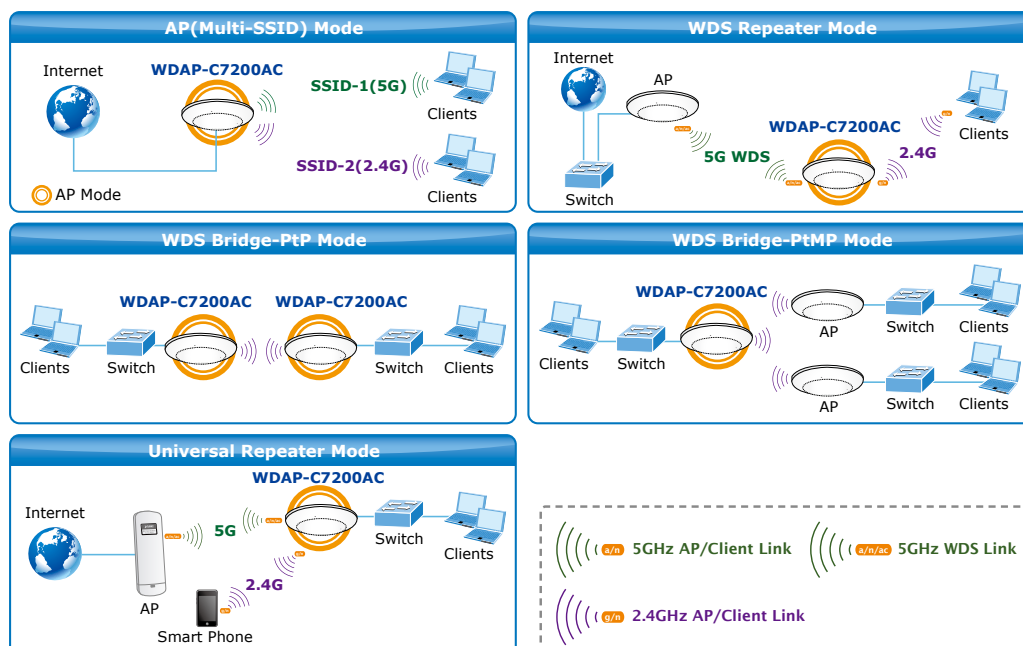 AP(Multi-SSID) Mode
Internet
WDAP-C7200AC
SSID-1(5G)
Clients
SSID-2(2.4G)
Clients
AP Mode
WDS Repeater Mode
Internet
AP
a/n/ac
5G WDS
WDAP-C7200AC
a/n/ac
g/n
2.4G
a/n
Clients
Switch
WDS Bridge-PtP Mode
WDAP-C7200AC
WDAP-C7200AC
Clients
Switch
Switch
Clients
WDS Bridge-PtMP Mode
WDAP-C7200AC
Clients
Switch
AP
Switch
Clients
AP
Switch
Clients
Universal Repeater Mode
WDAP-C7200AC
Internet
a/n/ac
5G
a/n/ac
Switch
Clients
g/n
2.4G
AP
g/n
Smart Phone
a/n 5GHz AP/Client Link
a/n/ac 5GHz WDS Link
g/n 2.4GHz AP/Client Link